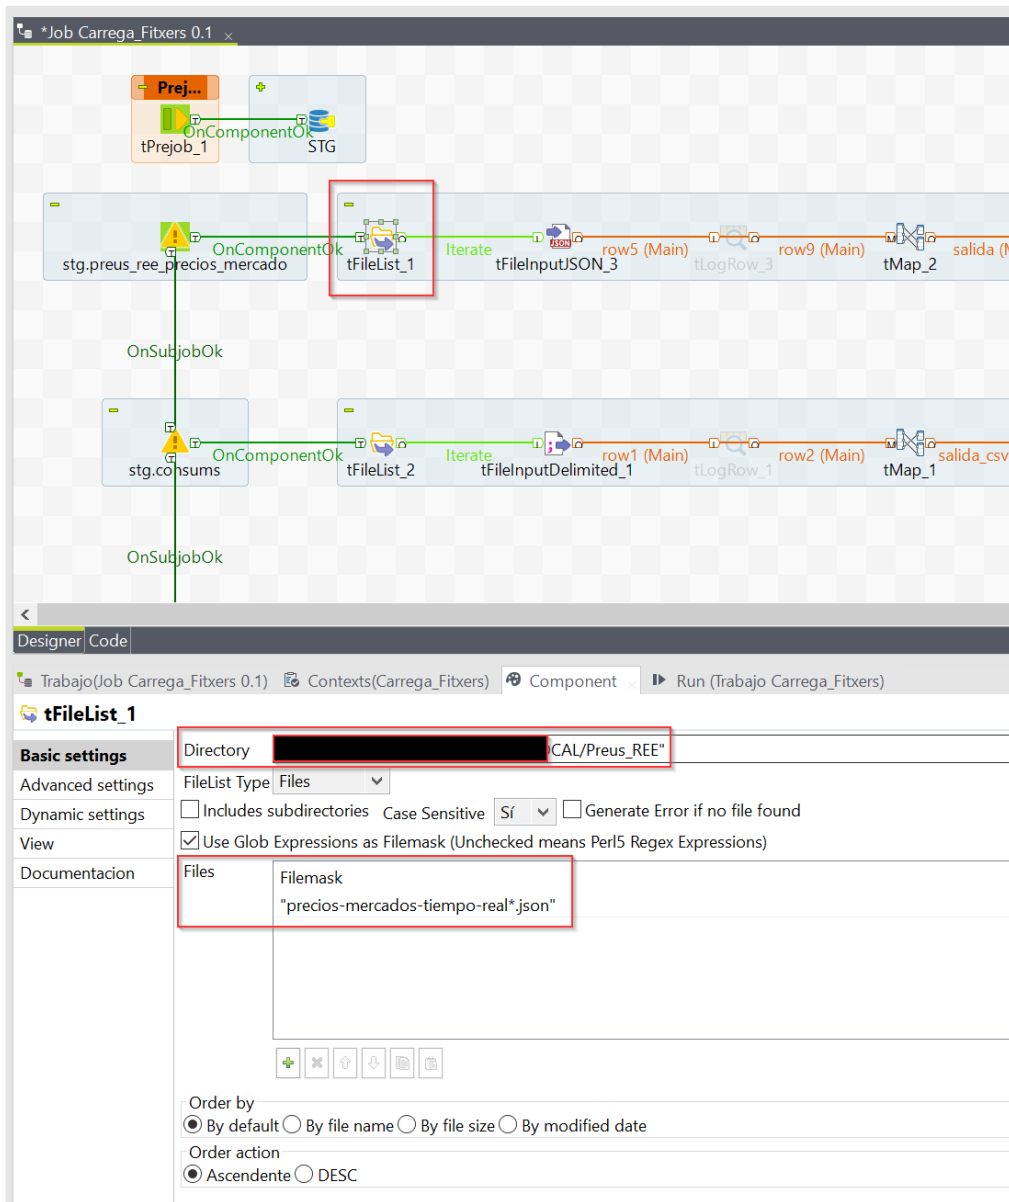 *Job Carrega_Fitxers 0.1
Prej...
OnComponentOk
tPrejob_1
STG
OnComponentOk
Iterate
row5 (Main)
row9 (Main)
salida (M
stg.preus_ree_precios_mercado
tFileList_1
JSON
tFileInputJSON_3
tLogRow_3
tMap_2
OnSubjobOk
OnComponentOk
Iterate
row1 (Main)
row2 (Main)
salida_csv
stg.consums
tFileList_2
tFileInputDelimited_1
tLogRow_1
tMap_1
OnSubjobOk
Designer Code
Trabajo(Job Carrega_Fitxers 0.1) Contexts(Carrega_Fitxers) Component Run (Trabajo Carrega_Fitxers)
tFileList_1
Basic settings
Advanced settings
Dynamic settings
View
Documentacion
Directory CAL/Preus_REE"
FileList Type Files
Includes subdirectories Case Sensitive Sí Generate Error if no file found
Use Glob Expressions as Filemask (Unchecked means Perl5 Regex Expressions)
Files
Filemask
"precios-mercados-tiempo-real*.json"
Order by
By default By file name By file size By modified date
Order action
Ascendente DESC